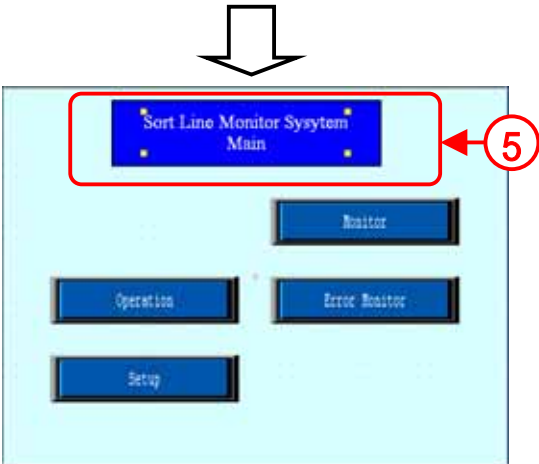 Sort Line Monitor Sysytem
Main
5
Monitor
Operation
Error Monitor
Setup